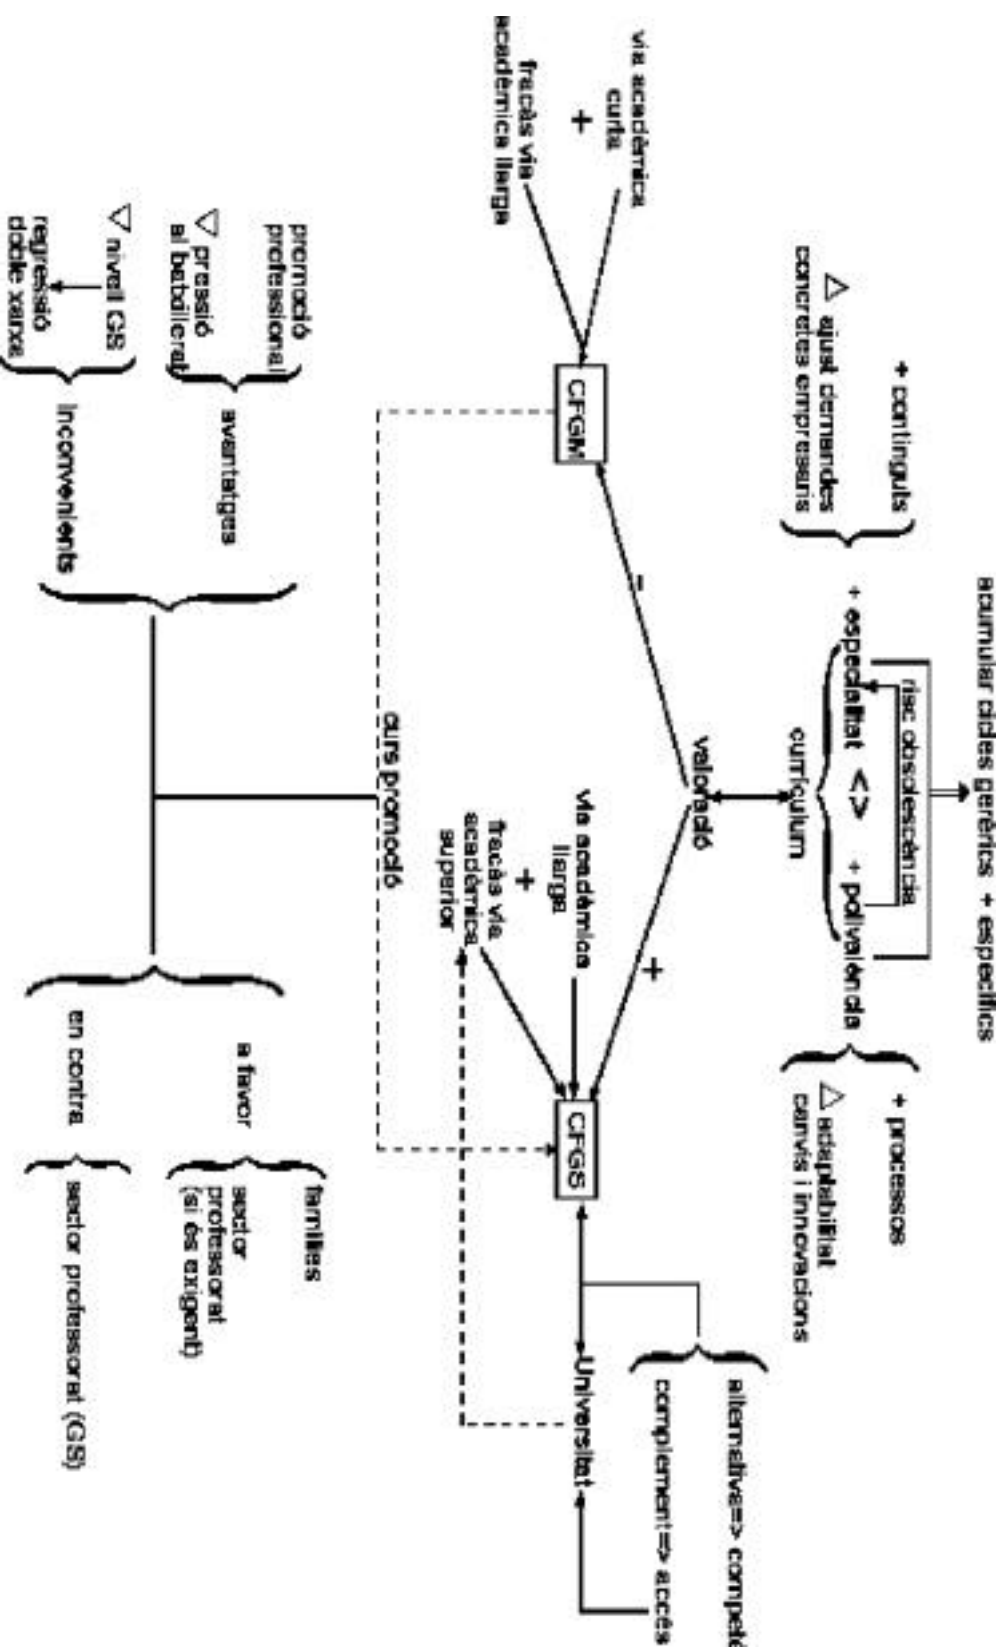 acumular cicles genèrics + específics
+ continguts
△ ajust demandes
concretes empresaris
risc obsolescència
+ especialitat <> + polivalència
currículum
+ processos
△ adaptabilitat
canvis i innovacions
valoració
-
+
via acadèmica
curta
+
fracàs via
acadèmica llarga
CFGM
via acadèmica
llarga
+
fracàs via
acadèmica
superior
CFGS
alternativa=>
complement=> accés
Universitat
curs promoció
promoció
professional
▽ pressió
al batxillerat
avantatges
▽ nivell GS
regressió
doble xarxa
inconvenients
a favor
famílies
sector
professorat
(si és exigent)
en contra
sector professorat (GS)